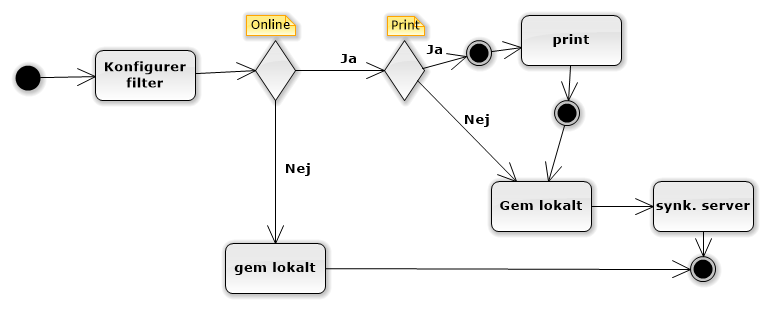 Online
Print
Konfigurer
filter
Ja
Ja
print
Nej
Nej
Gem lokalt
synk. server
gem lokalt